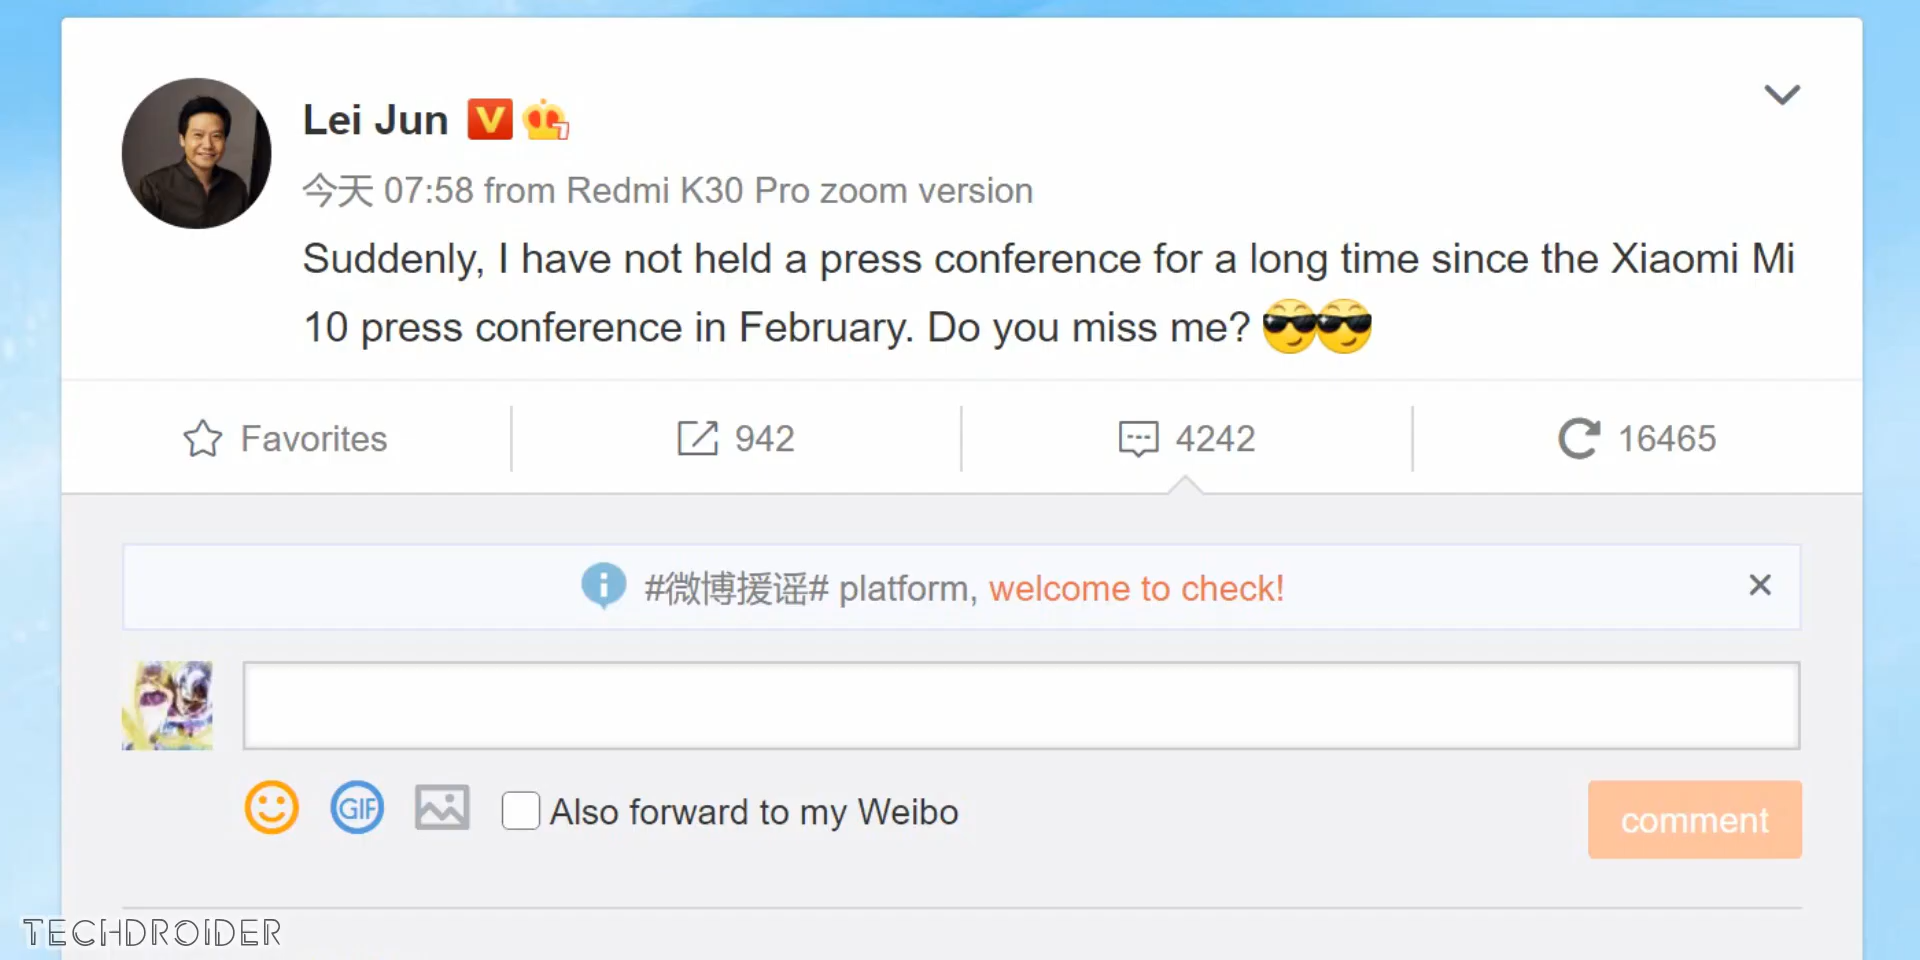 Lei Jun V 7
今天 07:58 from Redmi K30 Pro zoom version
Suddenly, I have not held a press conference for a long time since the Xiaomi Mi
10 press conference in February. Do you miss me?
Favorites 942 4242 16465
#微博援谣# platform, welcome to check!
GIF Also forward to my Weibo
comment
TECHDROIDER